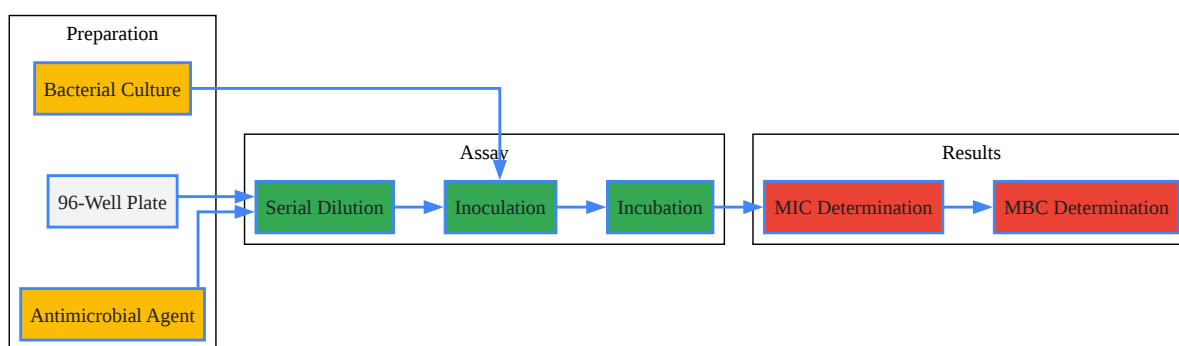 Preparation
Bacterial Culture
96-Well Plate
Antimicrobial Agent
Assay
Serial Dilution
Inoculation
Incubation
Results
MIC Determination
MBC Determination